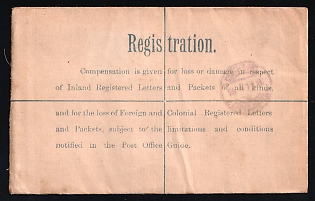 Registration.
Compensation is given for loss or damage in respect
of Inland Registered Letters and Packets of all kinds,
and for the loss of Foreign and Colonial Registered Letters
and Packets, subject to the limitations and conditions
notified in the Post Office Guide.